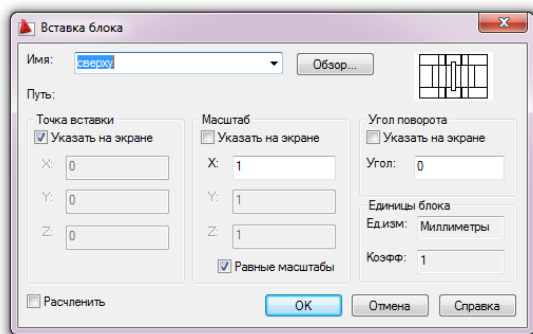 Вставка блока
Имя: сверху Обзор...
Путь:
Точка вставки Масштаб Угол поворота
Указать на экране Указать на экране Указать на экране
X: 0 X: 1 Угол: 0
Y: 0 Y: 1 Единицы блока
Ед.изм: Миллиметры
Z: 0 Z: 1
Коэфф: 1
Равные масштабы
Расчленить OK Отмена Справка